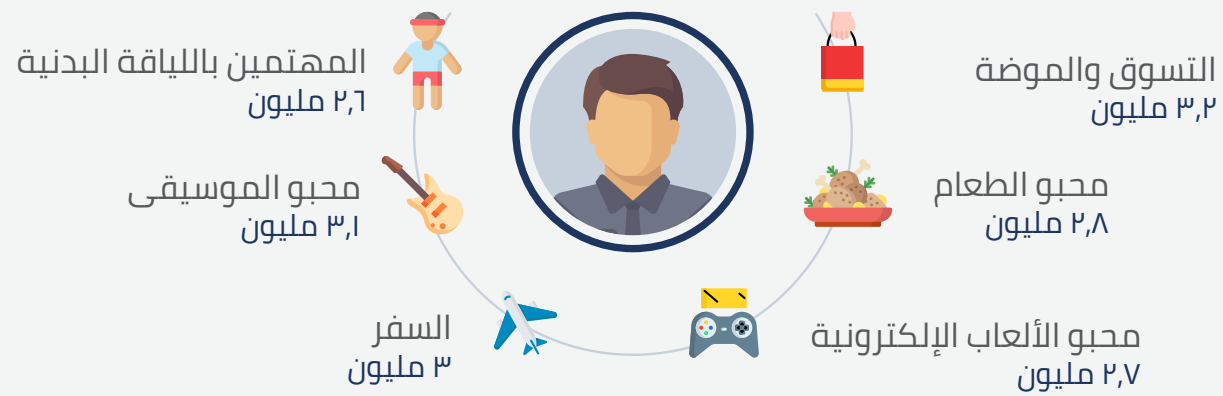 التسوق والموضة
٣,٢ مليون
محبو الطعام
٢,٨ مليون
محبو الألعاب الإلكترونية
٢,٧ مليون
المهتمين باللياقة البدنية
٢,٦ مليون
محبو الموسيقى
٣,١ مليون
السفر
٣ مليون